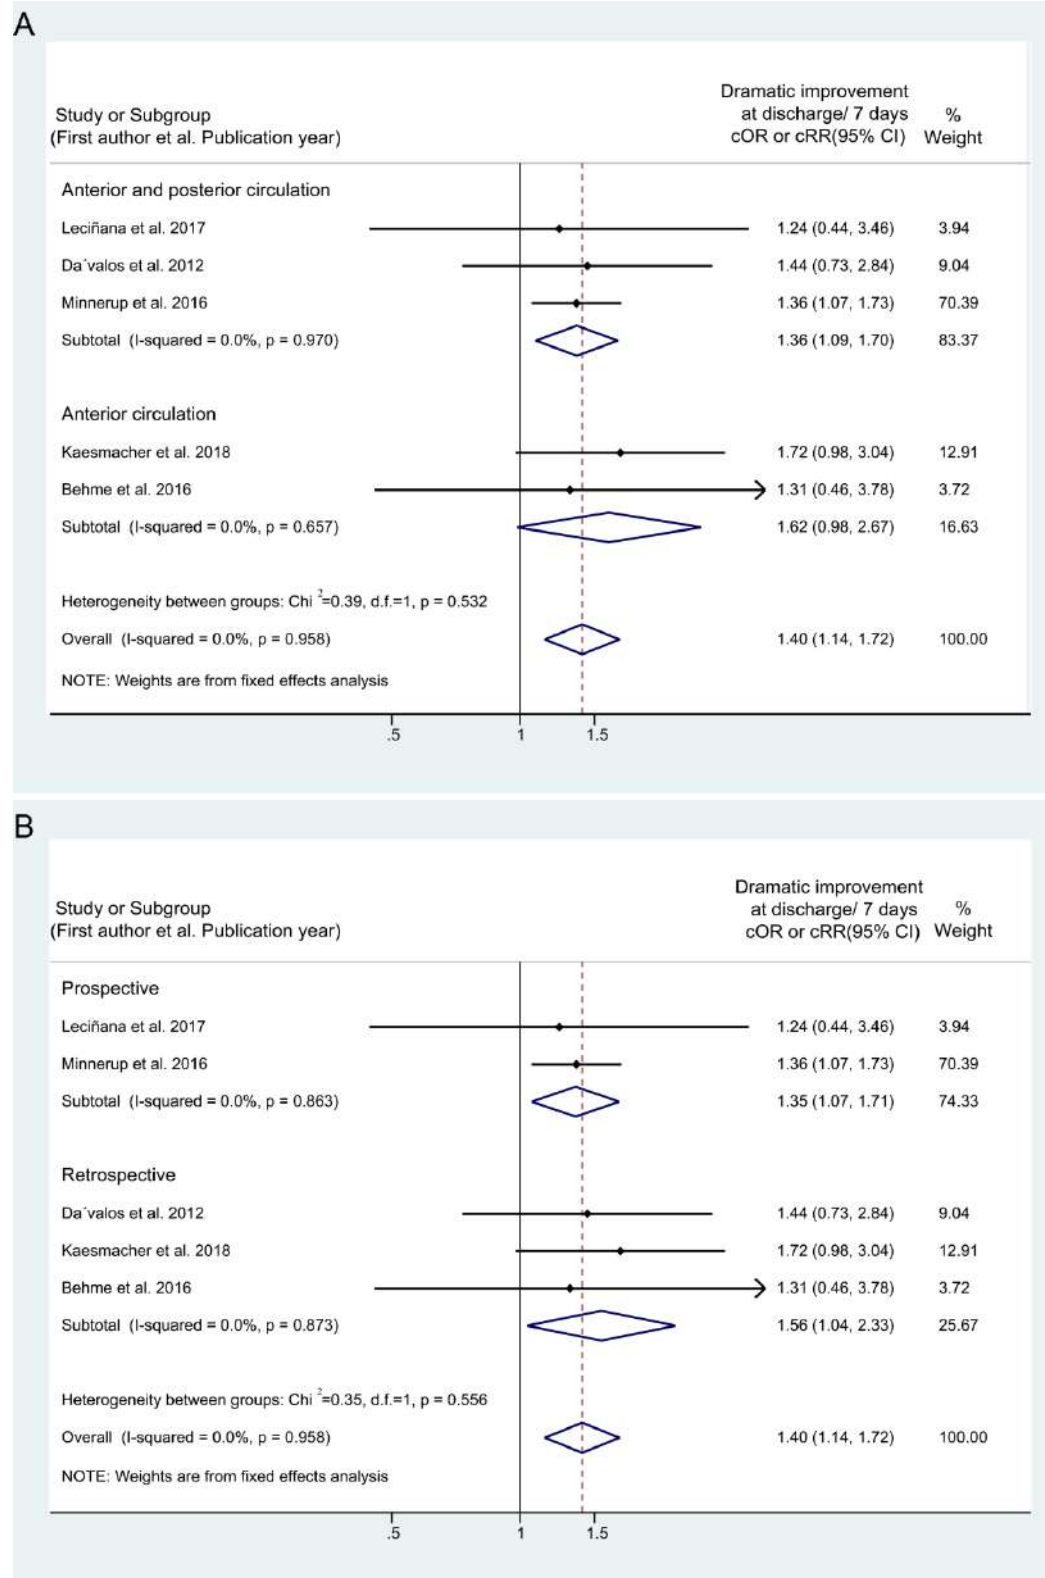 A
Dramatic improvement
Study or Subgroup at discharge/ 7 days %
(First author et al. Publication year) cOR or cRR(95% CI) Weight
Anterior and posterior circulation
Leciñana et al. 2017 1.24 (0.44, 3.46) 3.94
Da´valos et al. 2012 1.44 (0.73, 2.84) 9.04
Minnerup et al. 2016 1.36 (1.07, 1.73) 70.39
Subtotal (I-squared = 0.0%, p = 0.970) 1.36 (1.09, 1.70) 83.37
Anterior circulation
Kaesmacher et al. 2018 1.72 (0.98, 3.04) 12.91
Behme et al. 2016 1.31 (0.46, 3.78) 3.72
Subtotal (I-squared = 0.0%, p = 0.657) 1.62 (0.98, 2.67) 16.63
Heterogeneity between groups: Chi ²=0.39, d.f.=1, p = 0.532
Overall (I-squared = 0.0%, p = 0.958) 1.40 (1.14, 1.72) 100.00
NOTE: Weights are from fixed effects analysis
.5 1 1.5
B
Dramatic improvement
Study or Subgroup at discharge/ 7 days %
(First author et al. Publication year) cOR or cRR(95% CI) Weight
Prospective
Leciñana et al. 2017 1.24 (0.44, 3.46) 3.94
Minnerup et al. 2016 1.36 (1.07, 1.73) 70.39
Subtotal (I-squared = 0.0%, p = 0.863) 1.35 (1.07, 1.71) 74.33
Retrospective
Da´valos et al. 2012 1.44 (0.73, 2.84) 9.04
Kaesmacher et al. 2018 1.72 (0.98, 3.04) 12.91
Behme et al. 2016 1.31 (0.46, 3.78) 3.72
Subtotal (I-squared = 0.0%, p = 0.873) 1.56 (1.04, 2.33) 25.67
Heterogeneity between groups: Chi ²=0.35, d.f.=1, p = 0.556
Overall (I-squared = 0.0%, p = 0.958) 1.40 (1.14, 1.72) 100.00
NOTE: Weights are from fixed effects analysis
.5 1 1.5